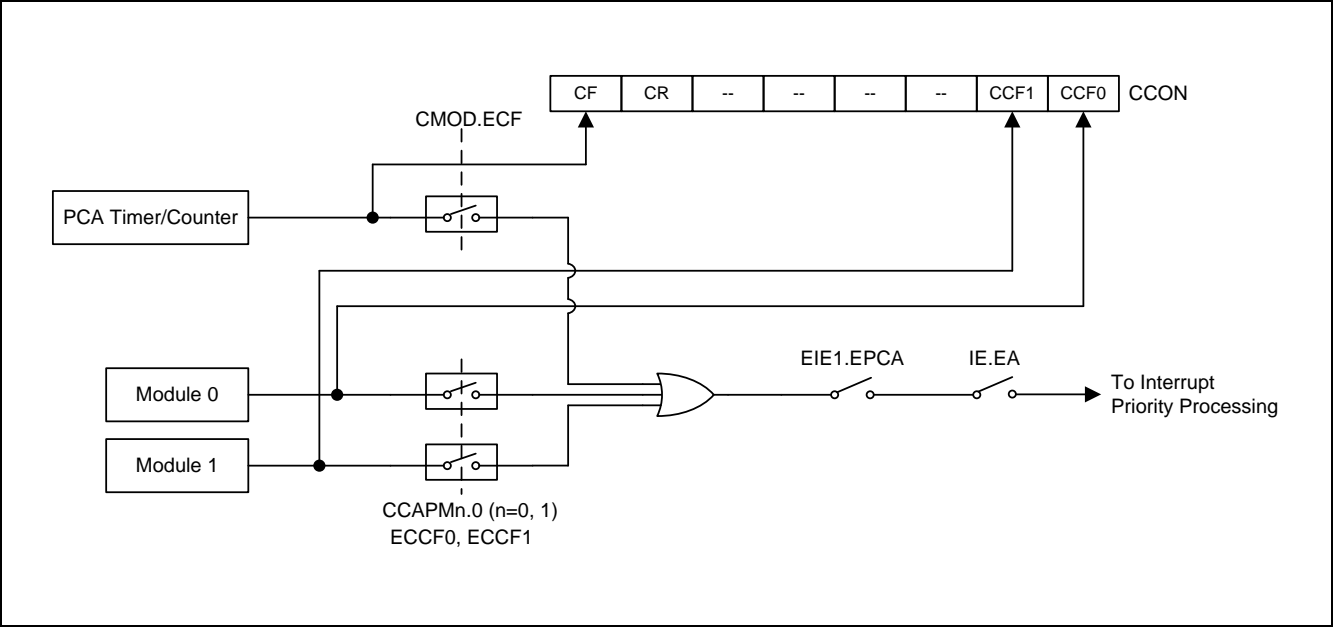 CF CR -- -- -- -- CCF1 CCF0 CCON
CMOD.ECF
PCA Timer/Counter
EIE1.EPCA IE.EA
Module 0
To Interrupt
Priority Processing
Module 1
CCAPMn.0 (n=0, 1)
ECCF0, ECCF1